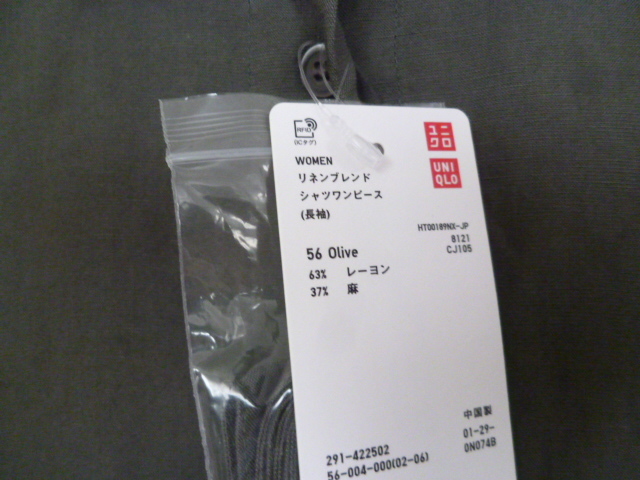 RFID
(ICタグ)
ユニ
クロ
UNI
QLO
WOMEN
リネンブレンド
シャツワンピース
(長袖)
HT00189NX-JP
8121
CJ105
56 Olive
63% レーヨン
37% 麻
中国製
01-29-
0N074B
291-422502
56-004-000(02-06)